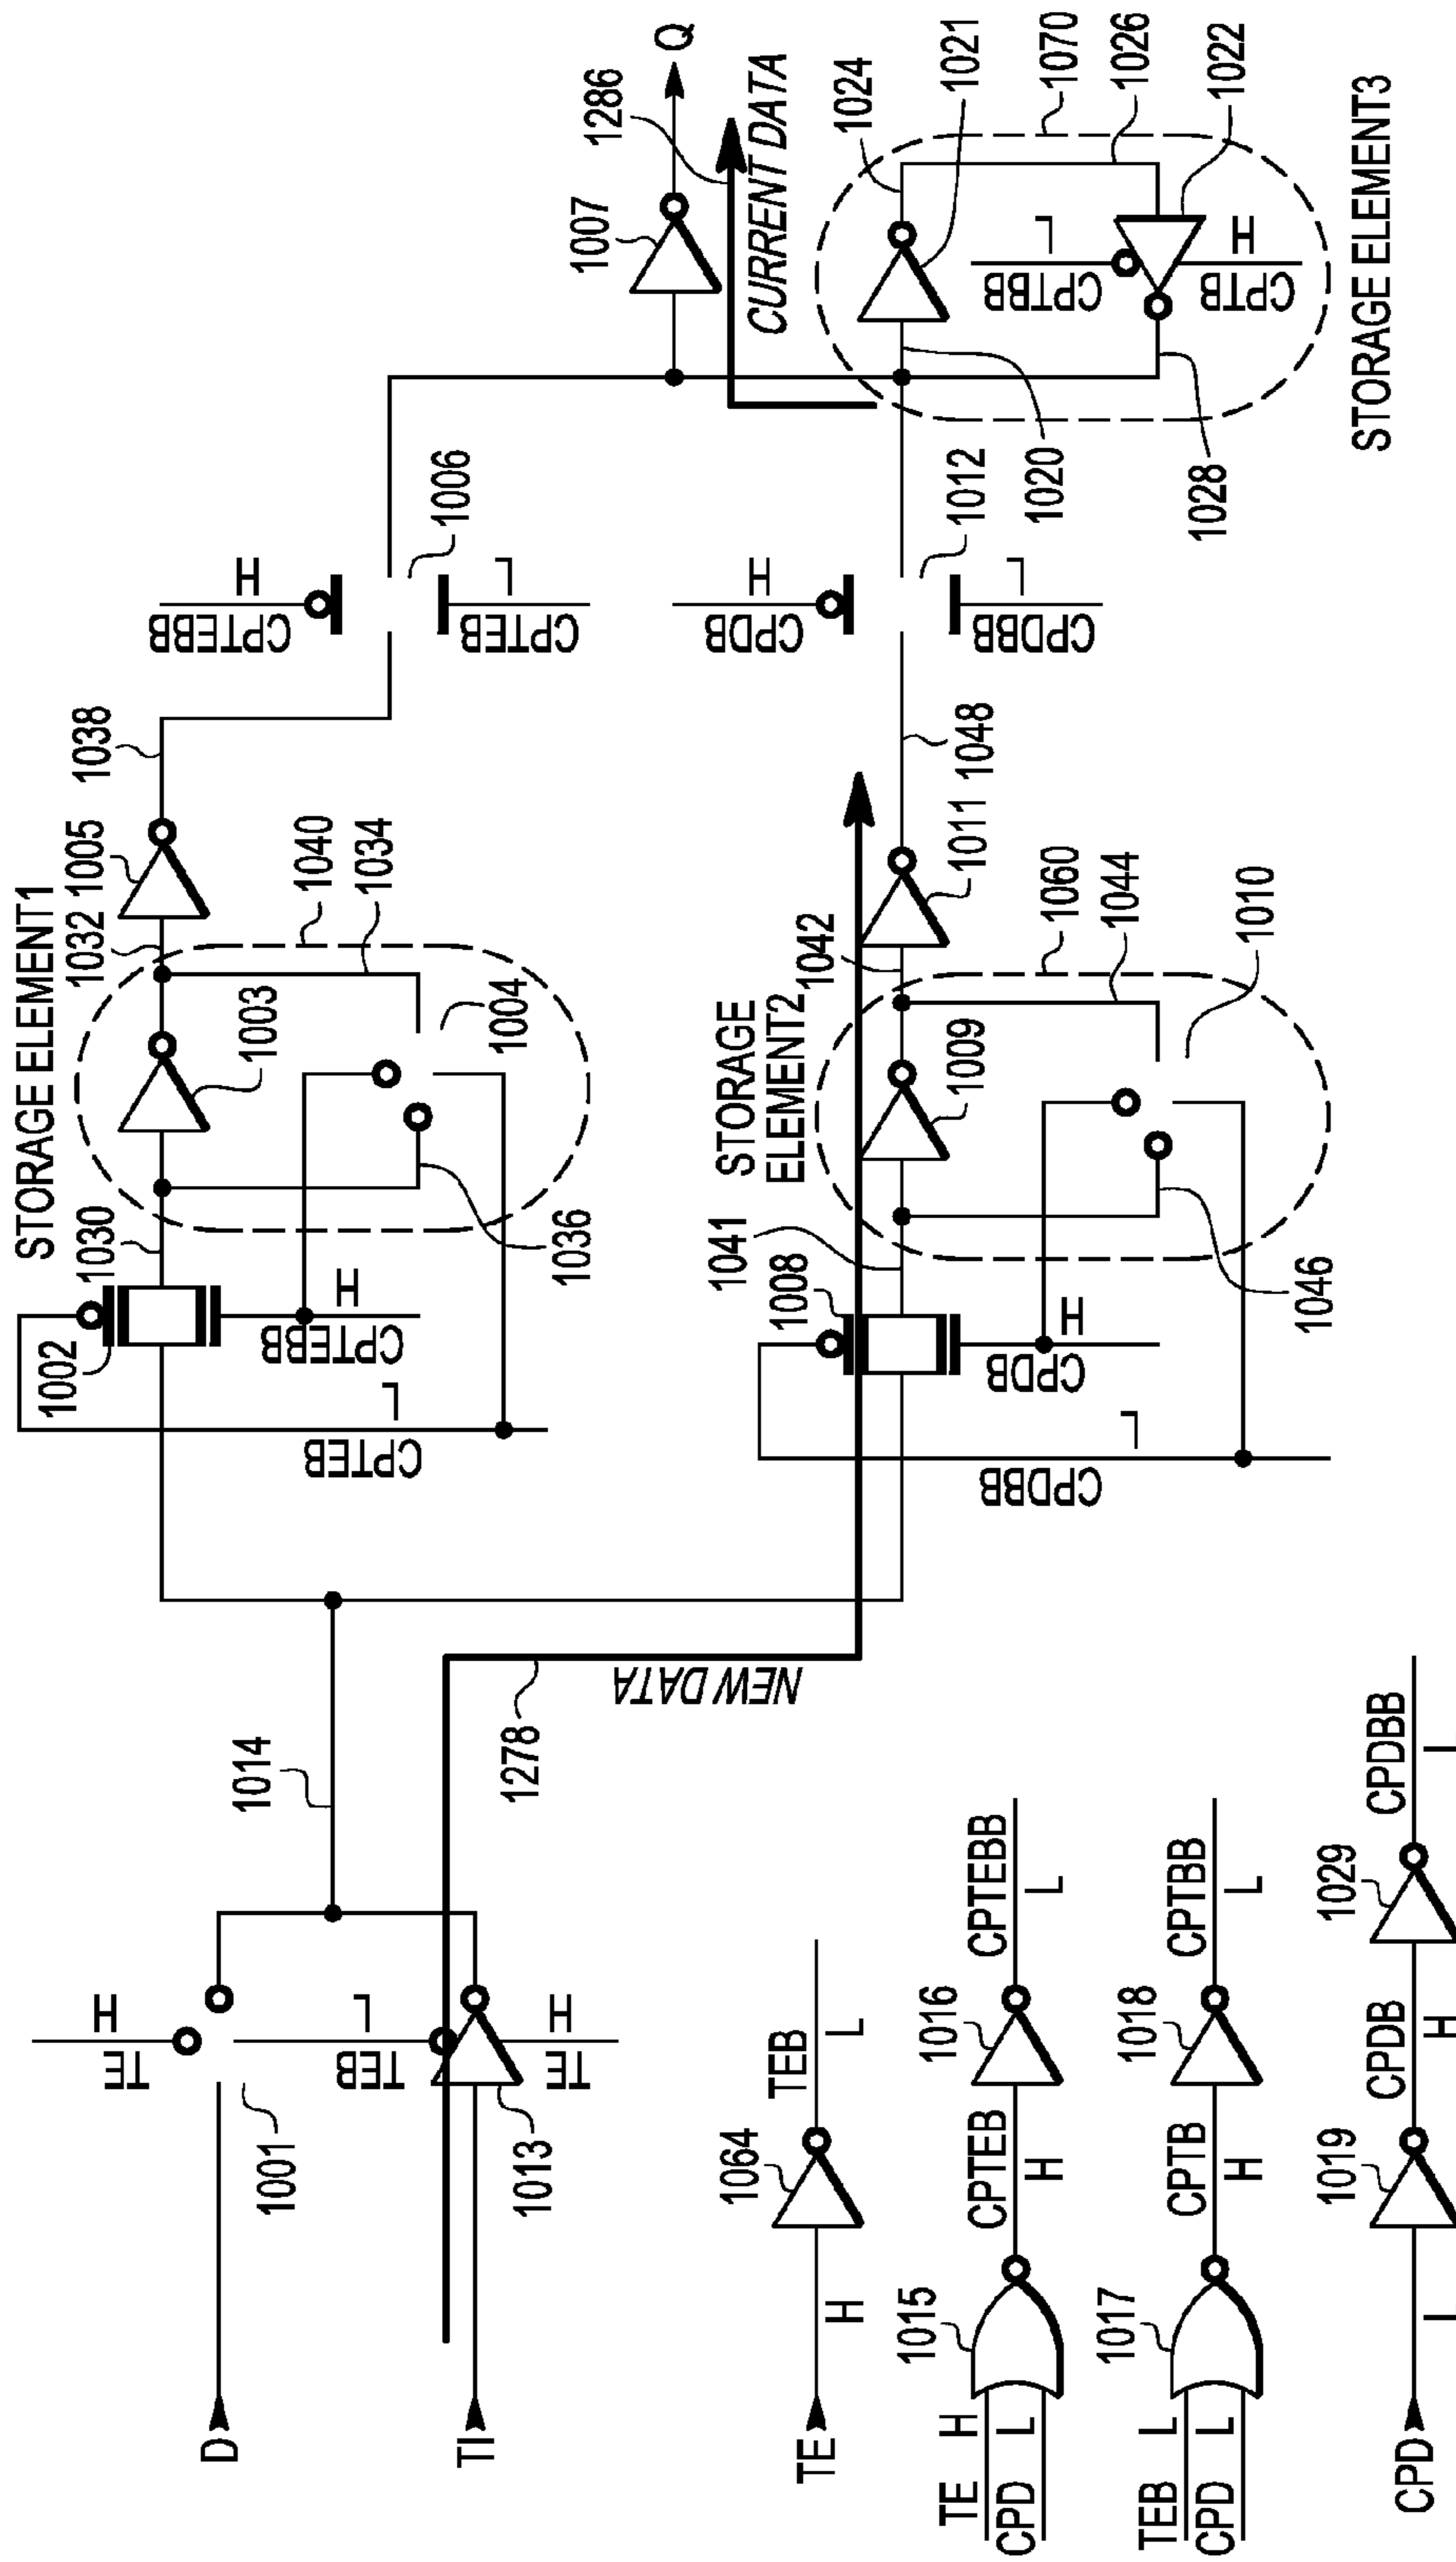 STORAGE ELEMENT1
1002
1030
1003
1032
1005
1038
1040
1034
1004
1036
CPTEBB
H
CPTEB
L
CPTEBB
H
1006
CPTEB
L
1007
Q
1286
CURRENT DATA
D
TE
H
1001
TEB
L
TI
1013
TE
H
1014
1278
NEW DATA
STORAGE
ELEMENT2
1008
1041
1009
1042
1011
1048
1060
1044
1010
1046
CPDB
H
CPDBB
L
CPDB
H
1012
CPDBB
L
1020
1024
1021
1070
1026
1022
1028
CPTBB
L
CPTB
H
STORAGE ELEMENT3
TE
H
1064
TEB
L
TE
H
CPD
L
1015
CPTEB
H
1016
CPTEBB
L
TEB
L
CPD
L
1017
CPTB
H
1018
CPTBB
L
CPD
L
1019
CPDB
H
1029
CPDBB
L